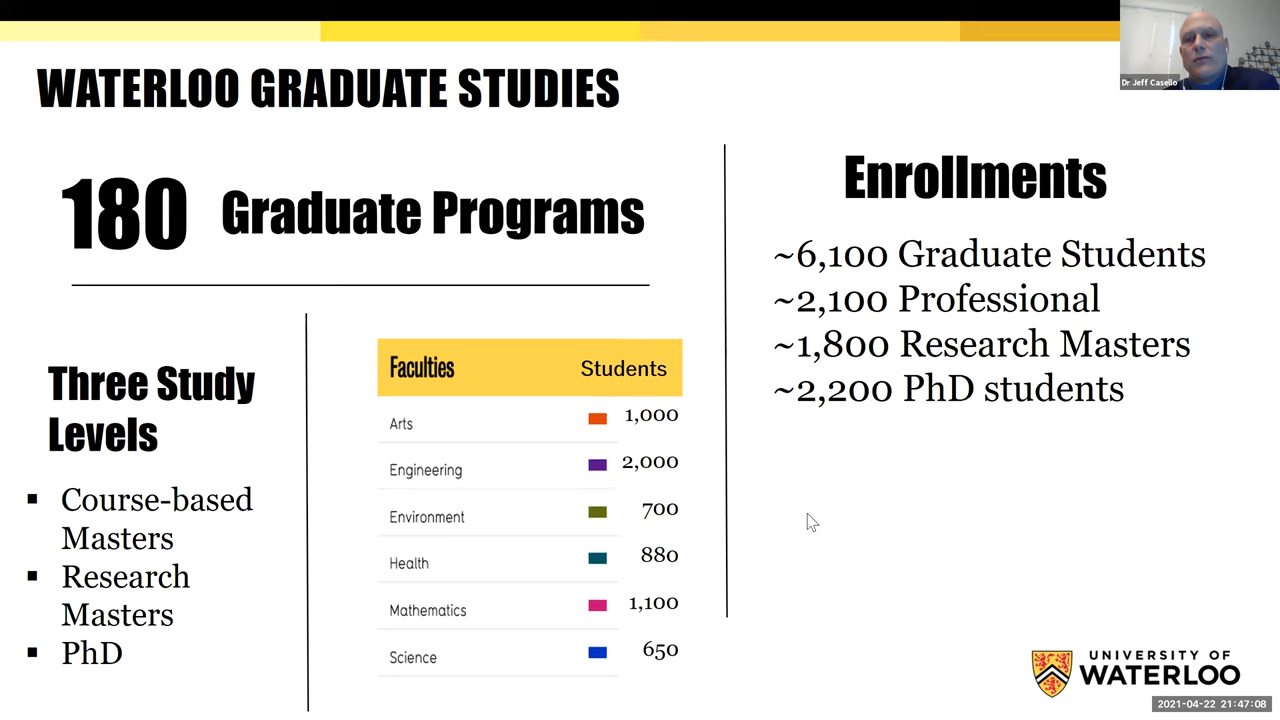 WATERLOO GRADUATE STUDIES
Dr Jeff Casello
180 Graduate Programs
Three Study
Levels
▪ Course-based
Masters
▪ Research
Masters
▪ PhD
Faculties Students
Arts 1,000
Engineering 2,000
Environment 700
Health 880
Mathematics 1,100
Science 650
Enrollments
~6,100 Graduate Students
~2,100 Professional
~1,800 Research Masters
~2,200 PhD students
UNIVERSITY OF
WATERLOO
2021-04-22 21:47:08